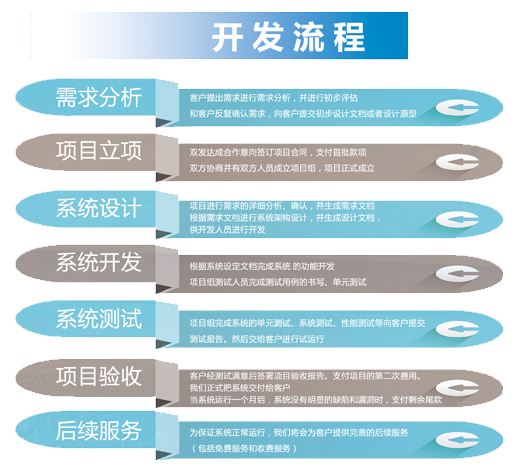 开发流程
需求分析
客户提出需求进行需求分析，并进行初步评估
和客户反复确认需求，向客户提交初步设计文档或者设计原型
项目立项
双发达成合作意向签订项目合同，支付首批款项
双方协商并有双方人员成立项目组，项目正式成立
系统设计
项目进行需求的详细分析、确认，并生成需求文档
根据需求文档进行系统架构设计，并生成设计文档，
供开发人员进行开发
系统开发
根据系统设定文档完成系统 的功能开发
项目组测试人员完成测试用例的书写、单元测试
系统测试
项目组完成系统的单元测试、系统测试、性能测试等向客户提交
测试报告。然后交给客户进行试运行
项目验收
客户经测试满意后签署项目验收报告。支付项目的第二次费用。
我们正式把系统交付给客户
当系统运行一个月后，系统没有明显的缺陷和漏洞时，支付剩余尾款
后续服务
为保证系统正常运行，我们将会为客户提供完善的后续服务
（包括免费服务和收费服务）